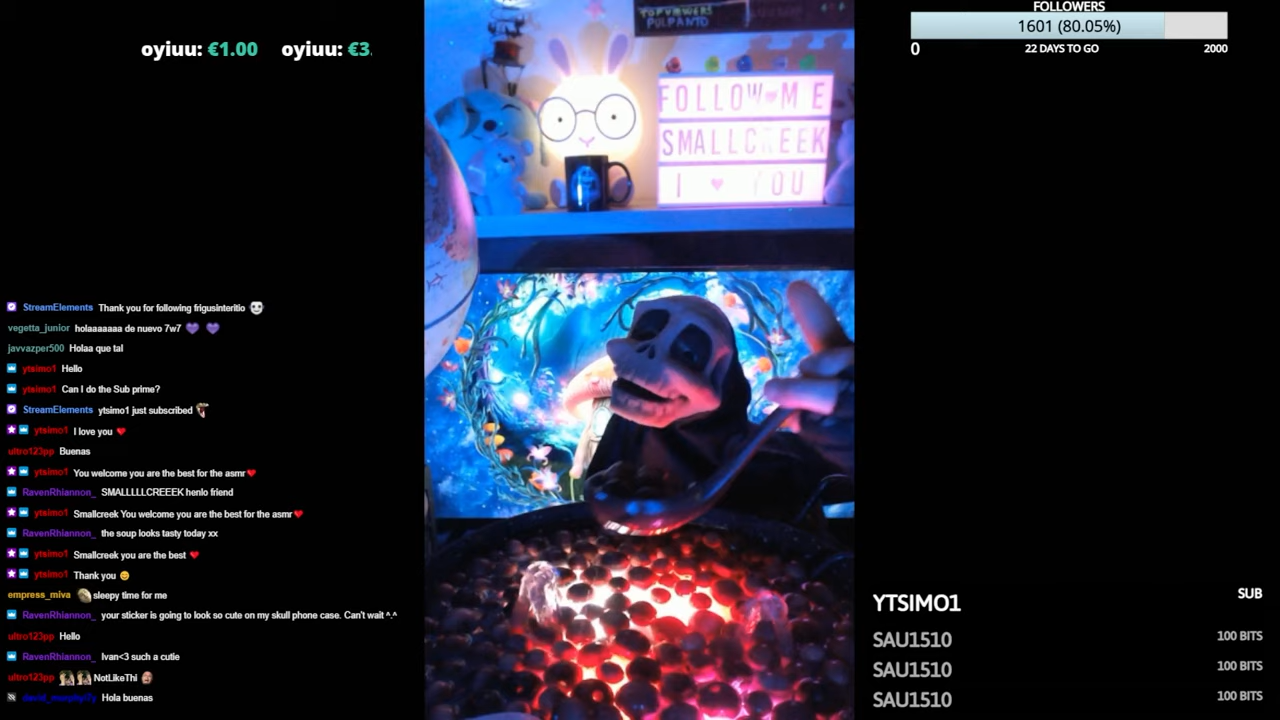 FOLLOWERS
1601 (80.05%)
0
22 DAYS TO GO
2000
oyiuu: €1.00 oyiuu: €3.
PULPANTO
FOLLOW♥ME
SMALLCREEK
I ♥ YOU
StreamElements Thank you for following frigusinteritio
vegetta_junior holaaaaaaa de nuevo 7w7 💜 💜
javvazper500 Holaa que tal
ytsimo1 Hello
ytsimo1 Can I do the Sub prime?
StreamElements ytsimo1 just subscribed
ytsimo1 I love you ❤
ultro123pp Buenas
ytsimo1 You welcome you are the best for the asmr❤
RavenRhiannon_ SMALLLLLCREEEK henlo friend
ytsimo1 Smallcreek You welcome you are the best for the asmr❤
RavenRhiannon_ the soup looks tasty today xx
ytsimo1 Smallcreek you are the best ❤
ytsimo1 Thank you 😊
empress_miva sleepy time for me
RavenRhiannon_ your sticker is going to look so cute on my skull phone case. Can't wait ^.^
ultro123pp Hello
RavenRhiannon_ Ivan<3 such a cutie
ultro123pp NotLikeThi
Hola buenas
YTSIMO1 SUB
SAU1510 100 BITS
SAU1510 100 BITS
SAU1510 100 BITS